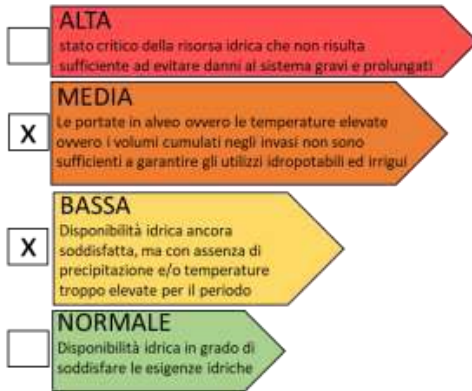 ALTA
stato critico della risorsa idrica che non risulta
sufficiente ad evitare danni al sistema gravi e prolungati
X
MEDIA
Le portate in alveo ovvero le temperature elevate
ovvero i volumi cumulati negli invasi non sono
sufficienti a garantire gli utilizzi idropotabili ed irrigui
X
BASSA
Disponibilità idrica ancora
soddisfatta, ma con assenza di
precipitazione e/o temperature
troppo elevate per il periodo
NORMALE
Disponibilità idrica in grado di
soddisfare le esigenze idriche